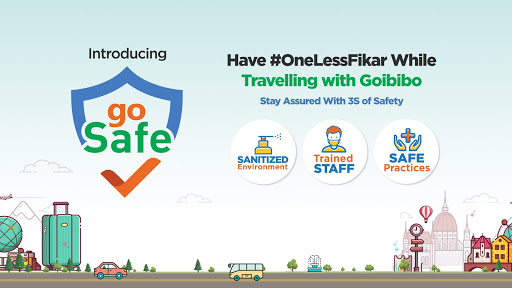 Introducing
go
Safe
Have #OneLessFikar While
Travelling with Goibibo
Stay Assured With 3S of Safety
SANITIZED
Environment
Trained
STAFF
SAFE
Practices